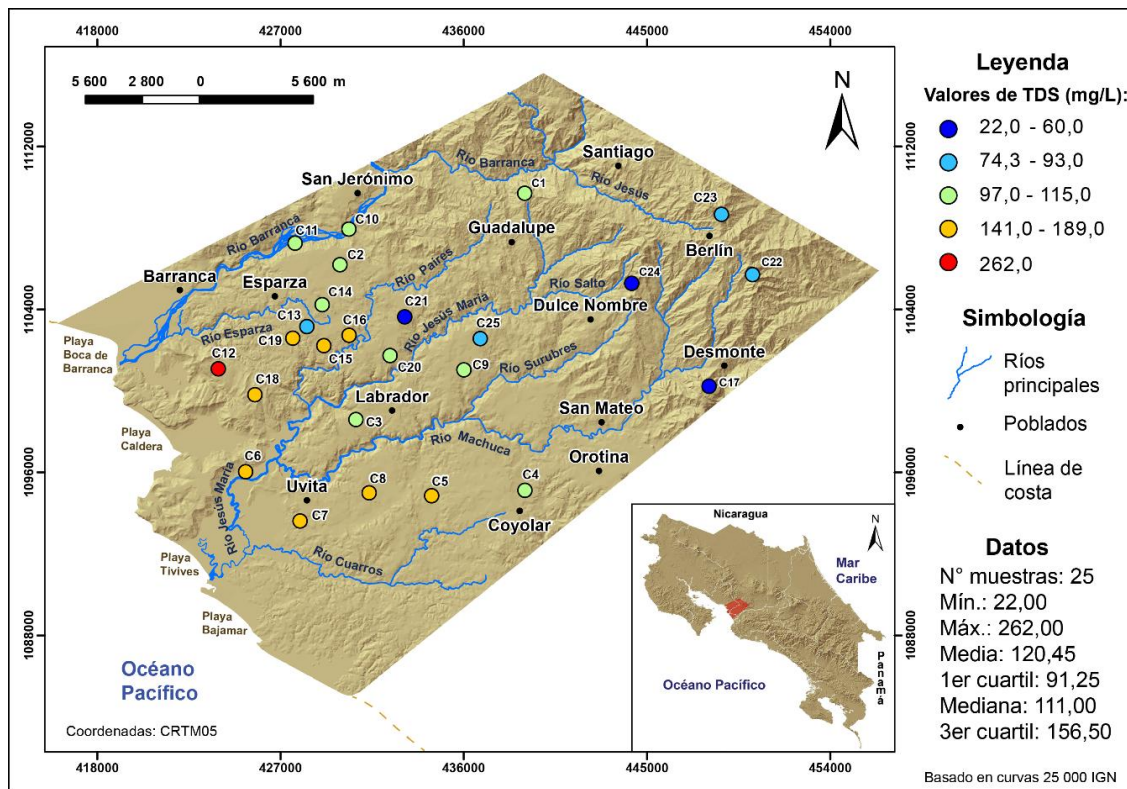 418000
427000
436000
445000
454000
1112000
1104000
1096000
1088000
5 600 2 800 0 5 600 m
N
Santiago
Río Barranca
Río Jesús
San Jerónimo
C1
C23
C10
Guadalupe
C11
Río Barranca
Berlín
C2
Río Paires
C22
Barranca
Esparza
C24
Río Salto
C14
C21
Río Jesús María
Dulce Nombre
C13
C16
C25
Río Esparza
C19
Playa
Boca de
Barranca
C15
C12
C20
C9
Río Surubres
Desmonte
C17
C18
Labrador
San Mateo
C3
Playa
Caldera
Río Machuca
C6
Orotina
Río Jesús María
Uvita
C8
C5
C4
C7
Coyolar
Playa
Tivives
Río Cuarros
Playa
Bajamar
Océano
Pacífico
Coordenadas: CRTM05
Nicaragua
N
Mar
Caribe
Océano Pacífico
Panamá
418000
427000
436000
445000
454000
Leyenda
Valores de TDS (mg/L):
22,0 - 60,0
74,3 - 93,0
97,0 - 115,0
141,0 - 189,0
262,0
Simbología
Ríos
principales
Poblados
Línea de
costa
Datos
N° muestras: 25
Mín.: 22,00
Máx.: 262,00
Media: 120,45
1er cuartil: 91,25
Mediana: 111,00
3er cuartil: 156,50
Basado en curvas 25 000 IGN